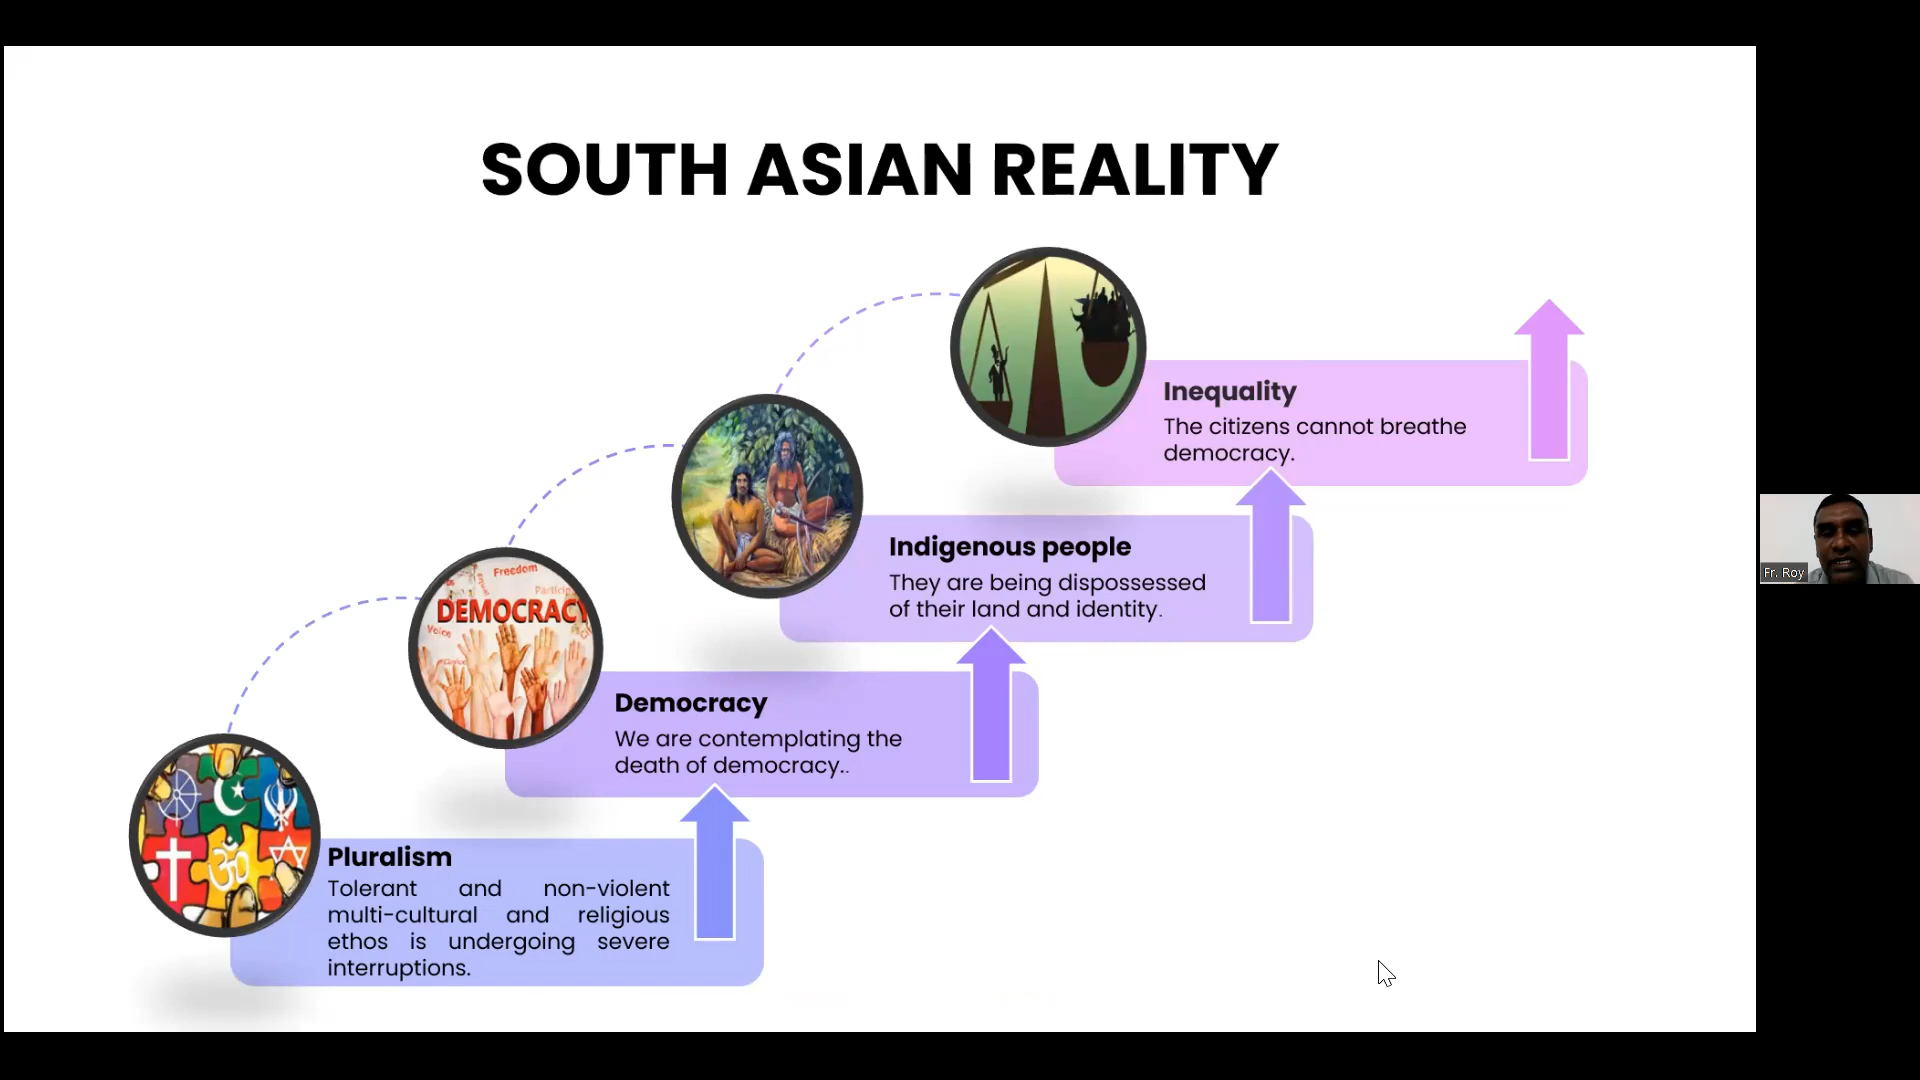 SOUTH ASIAN REALITY
Inequality
The citizens cannot breathe
democracy.
Indigenous people
They are being dispossessed
of their land and identity.
Freedom
DEMOCRACY
Voice
Democracy
We are contemplating the
death of democracy..
Pluralism
Tolerant and non-violent
multi-cultural and religious
ethos is undergoing severe
interruptions.
Fr. Roy